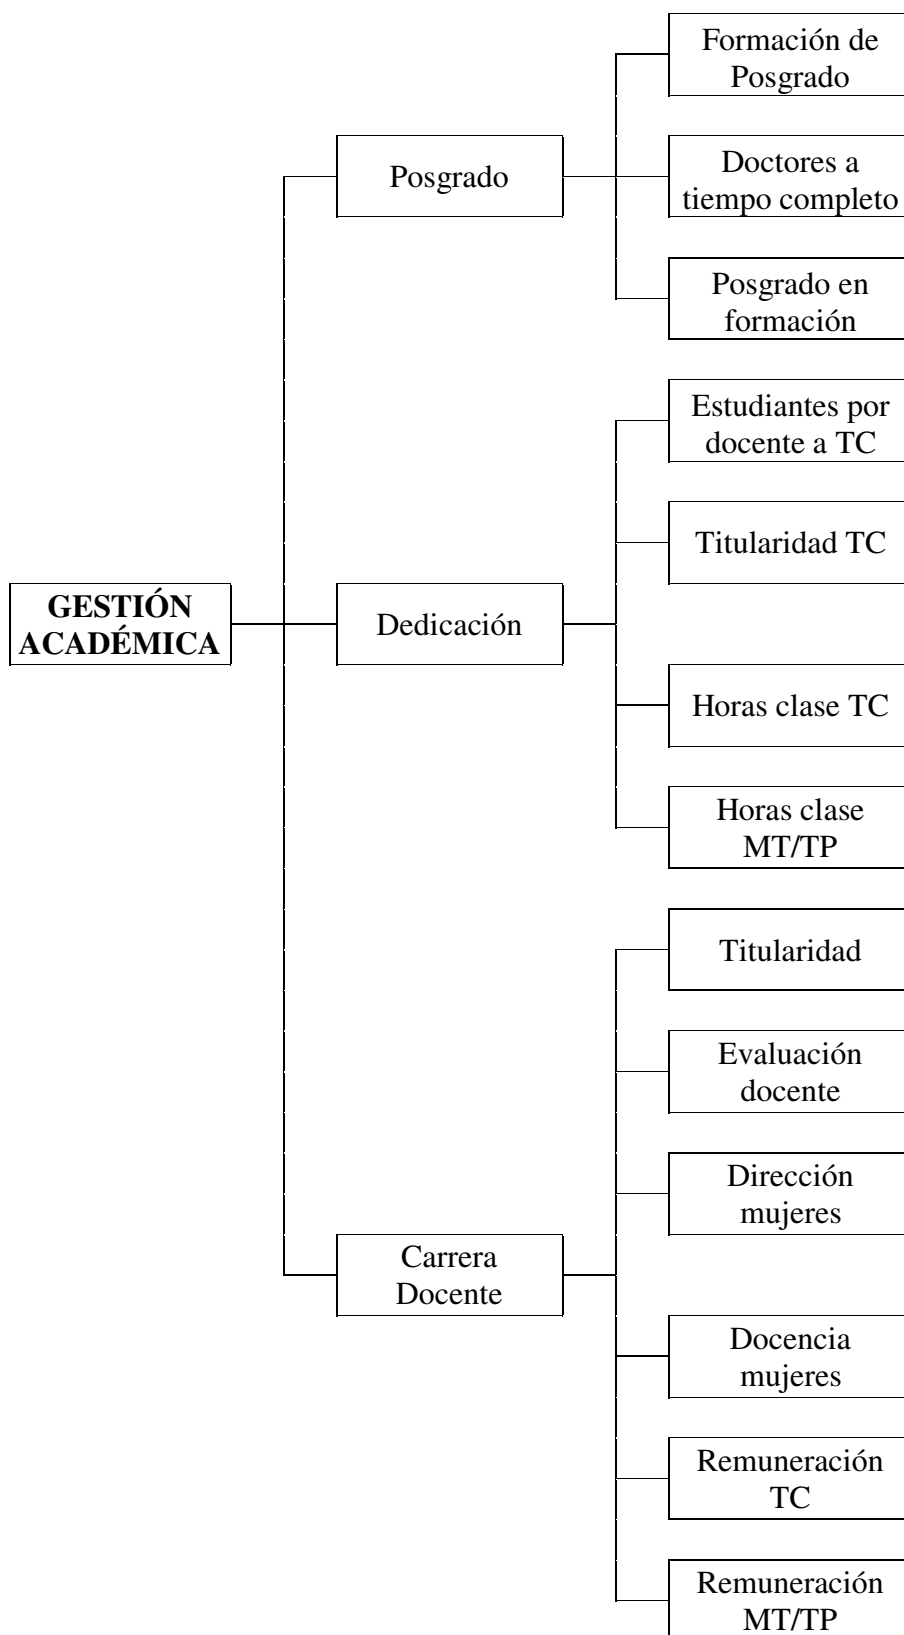 Formación de
Posgrado
Posgrado
Doctores a
tiempo completo
Posgrado en
formación
Estudiantes por
docente a TC
Titularidad TC
GESTIÓN
ACADÉMICA
Dedicación
Horas clase TC
Horas clase
MT/TP
Titularidad
Evaluación
docente
Dirección
mujeres
Carrera
Docente
Docencia
mujeres
Remuneración
TC
Remuneración
MT/TP